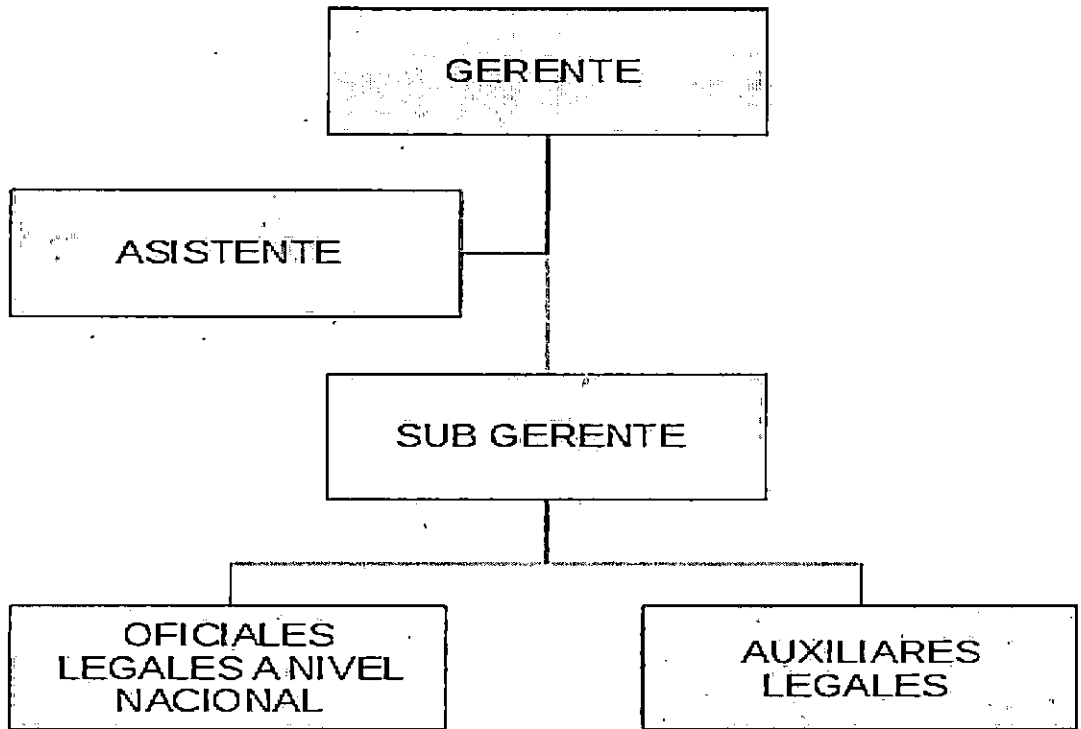 GERENTE
ASISTENTE
SUB GERENTE
OFICIALES
LEGALES A NIVEL
NACIONAL
AUXILIARES
LEGALES